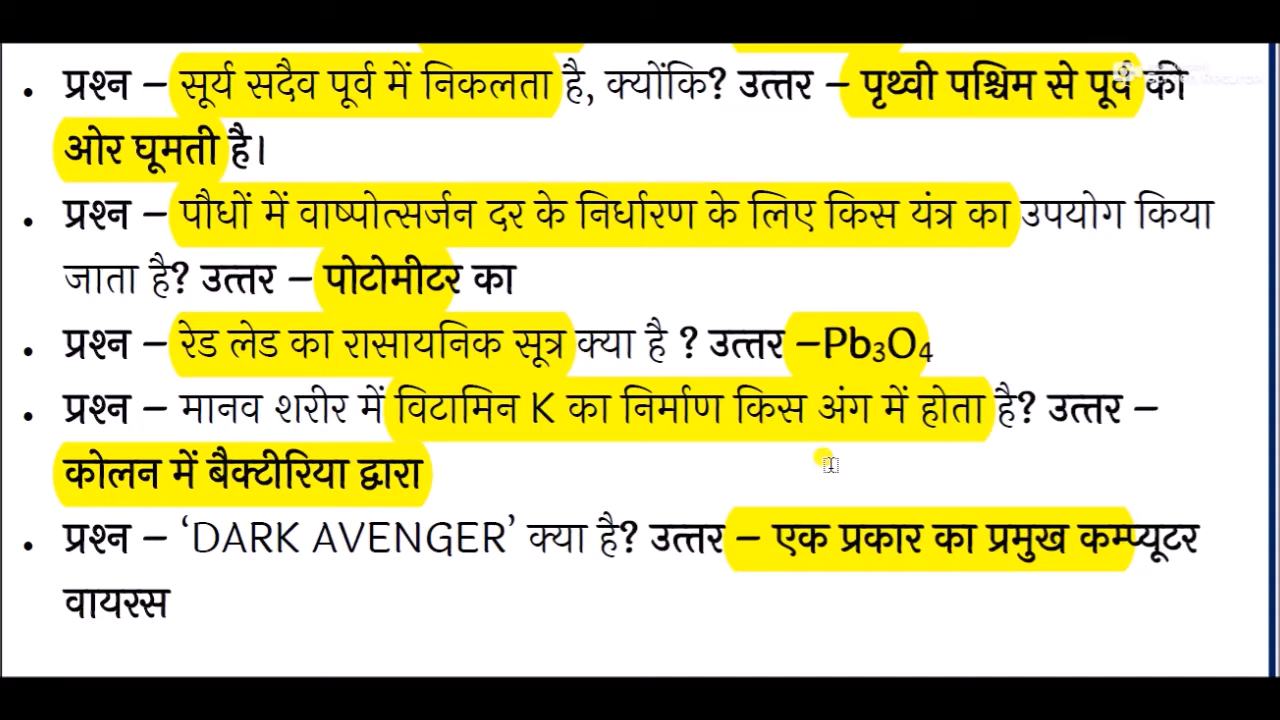 • प्रश्न – सूर्य सदैव पूर्व में निकलता है, क्योंकि? उत्तर – पृथ्वी पश्चिम से पूर्व की
ओर घूमती है।
• प्रश्न – पौधों में वाष्पोत्सर्जन दर के निर्धारण के लिए किस यंत्र का उपयोग किया
जाता है? उत्तर – पोटोमीटर का
• प्रश्न – रेड लेड का रासायनिक सूत्र क्या है ? उत्तर –Pb₃O₄
• प्रश्न – मानव शरीर में विटामिन K का निर्माण किस अंग में होता है? उत्तर –
कोलन में बैक्टीरिया द्वारा
• प्रश्न – ‘DARK AVENGER’ क्या है? उत्तर – एक प्रकार का प्रमुख कम्प्यूटर
वायरस